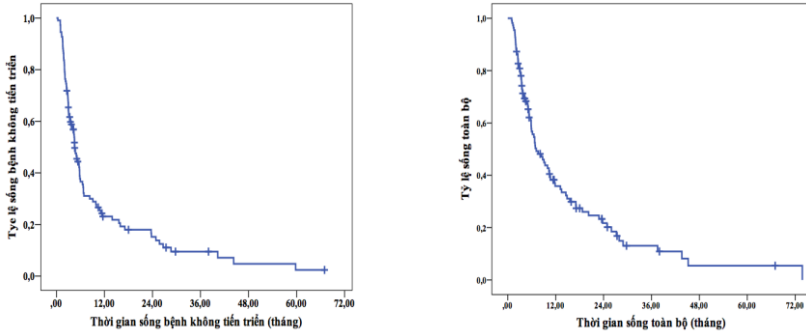 1,0
0,8
0,6
0,4
0,2
0,0
Tyc lệ sống bệnh không tiến triển
,00 12,00 24,00 36,00 48,00 60,00 72,00
Thời gian sống bệnh không tiến triển (tháng)
1,0
0,8
0,6
0,4
0,2
0,0
Tỷ lệ sống toàn bộ
,00 12,00 24,00 36,00 48,00 60,00 72,00
Thời gian sống toàn bộ (tháng)